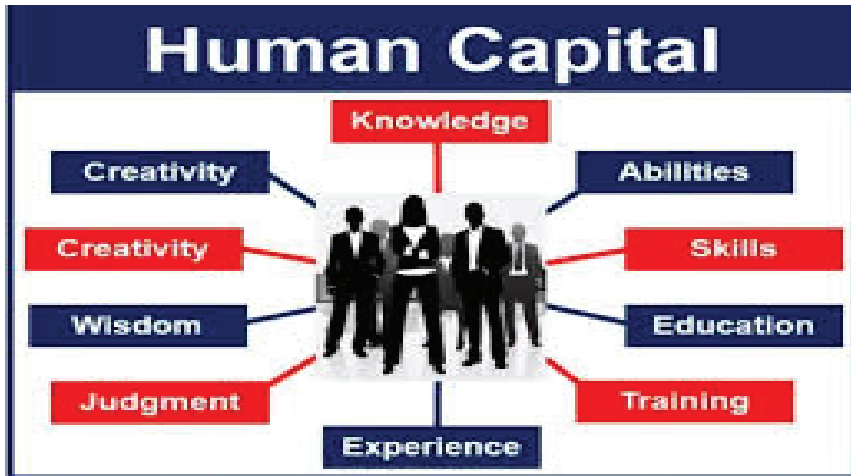 Human Capital
Knowledge
Creativity
Abilities
Creativity
Skills
Wisdom
Education
Judgment
Training
Experience